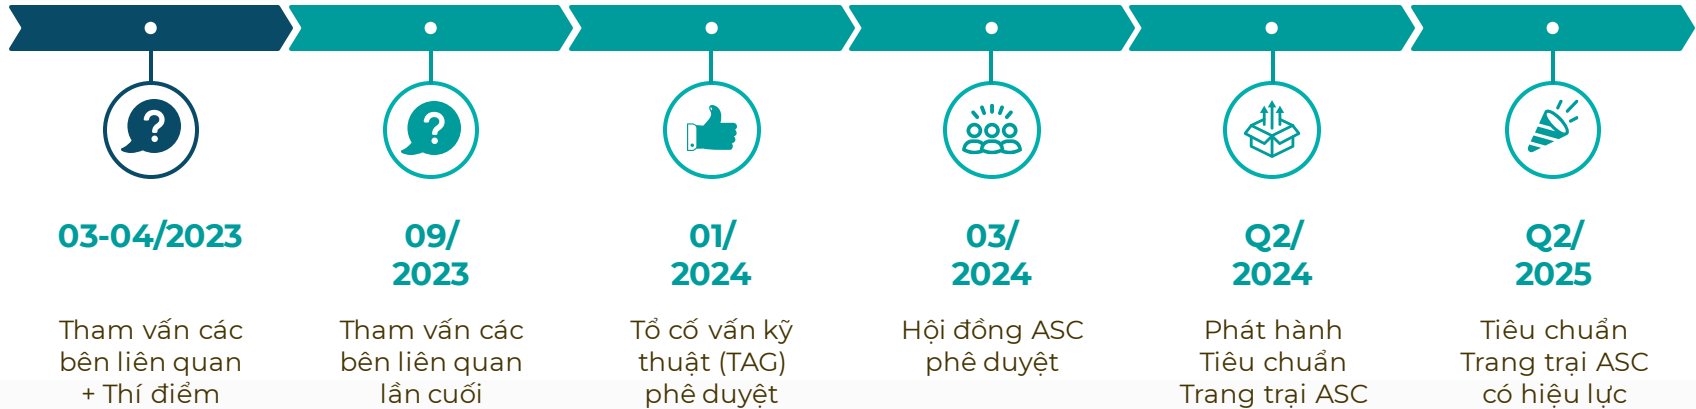 03-04/2023
Tham vấn các
bên liên quan
+ Thí điểm
09/
2023
Tham vấn các
bên liên quan
lần cuối
01/
2024
Tổ cố vấn kỹ
thuật (TAG)
phê duyệt
03/
2024
Hội đồng ASC
phê duyệt
Q2/
2024
Phát hành
Tiêu chuẩn
Trang trại ASC
Q2/
2025
Tiêu chuẩn
Trang trại ASC
có hiệu lực